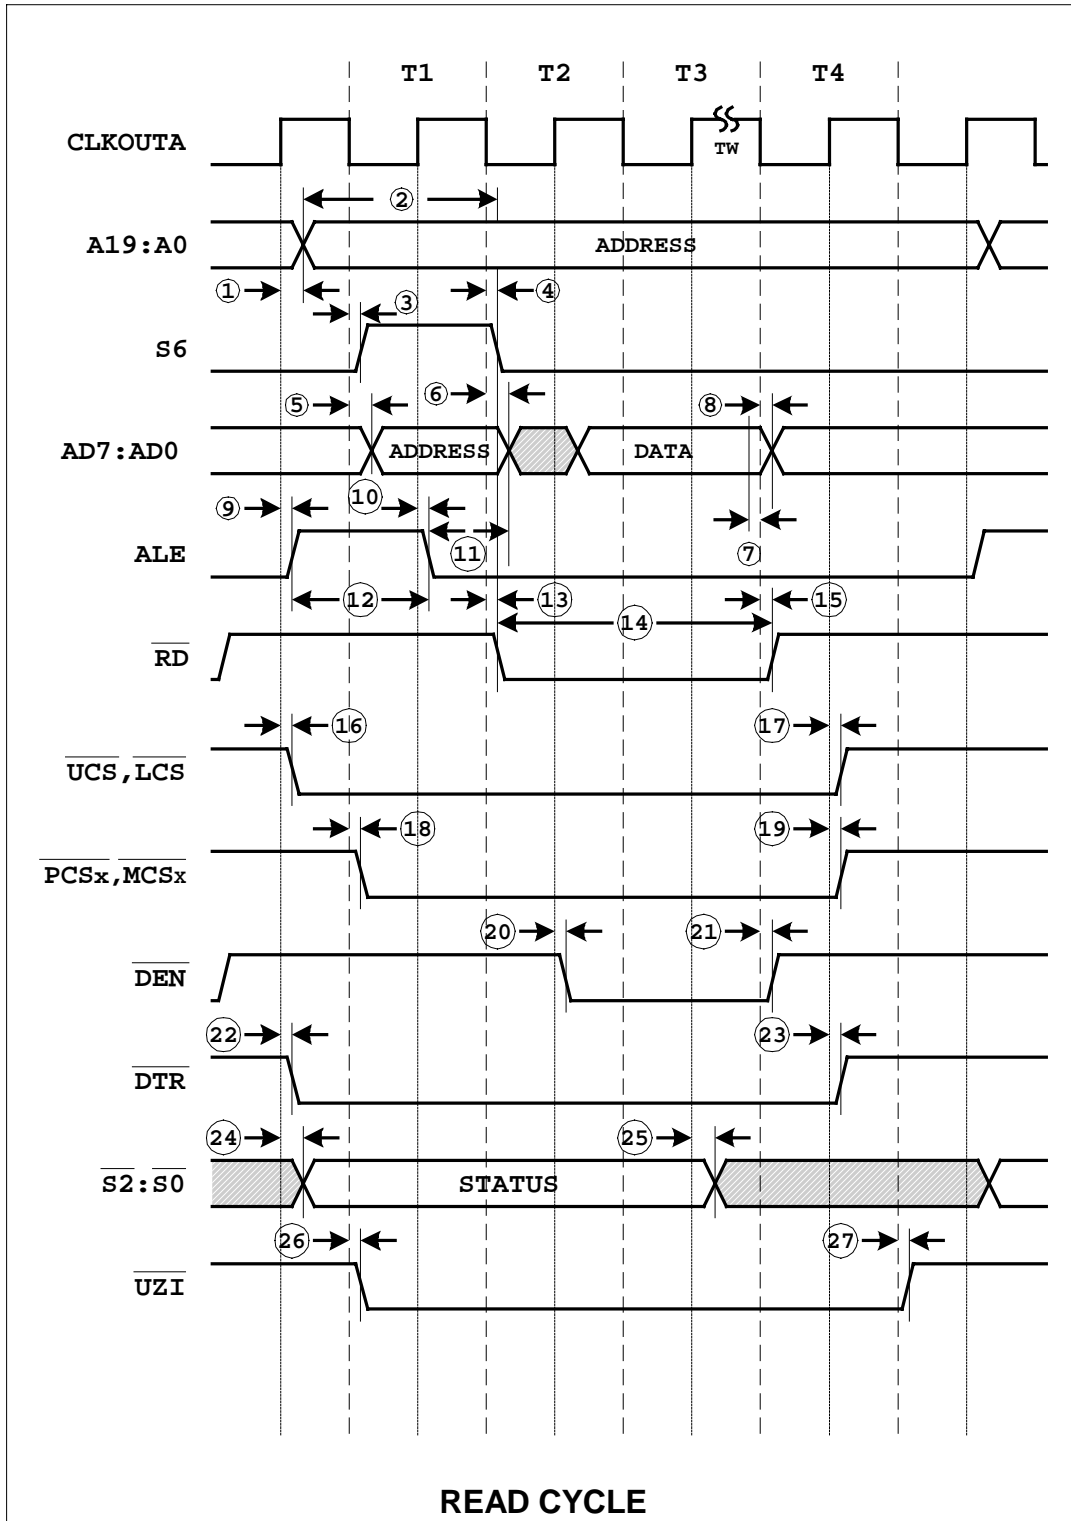 T1 T2 T3 T4
CLKOUTA
TW
2
A19:A0 ADDRESS
1 3 4
S6
5 6 8
AD7:AD0 ADDRESS DATA
9 10
ALE 11 7
12 13 15
14
RD
16 17
UCS,LCS
18 19
PCSx,MCSx
20 21
DEN
22 23
DTR
24 25
S2:S0 STATUS
26 27
UZI
READ CYCLE